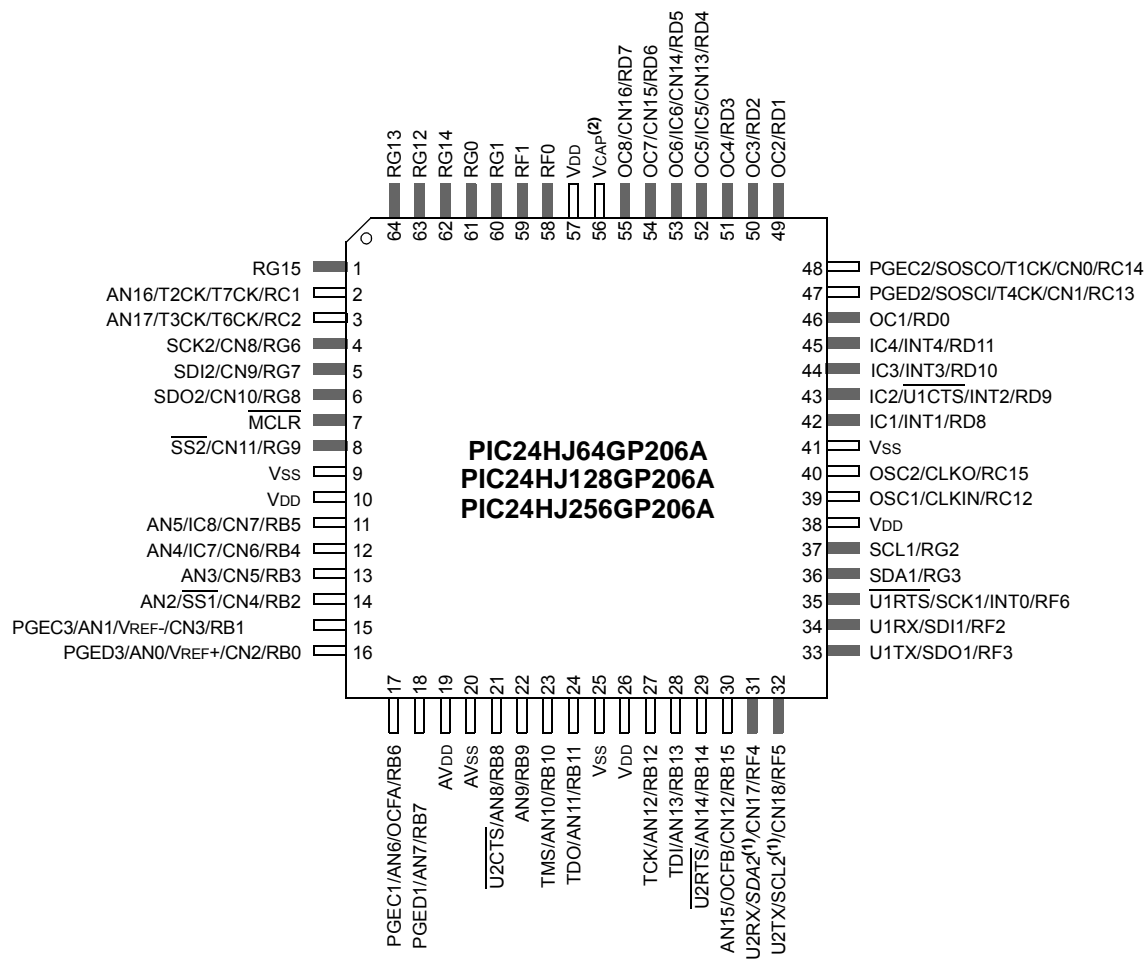 RG13
RG12
RG14
RG0
RG1
RF1
RF0
VDD
VCAP(2)
OC8/CN16/RD7
OC7/CN15/RD6
OC6/IC6/CN14/RD5
OC5/IC5/CN13/RD4
OC4/RD3
OC3/RD2
OC2/RD1
64 63 62 61 60 59 58 57 56 55 54 53 52 51 50 49
RG15 1
AN16/T2CK/T7CK/RC1 2
AN17/T3CK/T6CK/RC2 3
SCK2/CN8/RG6 4
SDI2/CN9/RG7 5
SDO2/CN10/RG8 6
MCLR 7
SS2/CN11/RG9 8
VSS 9
VDD 10
AN5/IC8/CN7/RB5 11
AN4/IC7/CN6/RB4 12
AN3/CN5/RB3 13
AN2/SS1/CN4/RB2 14
PGEC3/AN1/VREF-/CN3/RB1 15
PGED3/AN0/VREF+/CN2/RB0 16
PIC24HJ64GP206A
PIC24HJ128GP206A
PIC24HJ256GP206A
48 PGEC2/SOSCO/T1CK/CN0/RC14
47 PGED2/SOSCI/T4CK/CN1/RC13
46 OC1/RD0
45 IC4/INT4/RD11
44 IC3/INT3/RD10
43 IC2/U1CTS/INT2/RD9
42 IC1/INT1/RD8
41 VSS
40 OSC2/CLKO/RC15
39 OSC1/CLKIN/RC12
38 VDD
37 SCL1/RG2
36 SDA1/RG3
35 U1RTS/SCK1/INT0/RF6
34 U1RX/SDI1/RF2
33 U1TX/SDO1/RF3
17 18 19 20 21 22 23 24 25 26 27 28 29 30 31 32
PGEC1/AN6/OCFA/RB6
PGED1/AN7/RB7
AVDD
AVSS
U2CTS/AN8/RB8
AN9/RB9
TMS/AN10/RB10
TDO/AN11/RB11
VSS
VDD
TCK/AN12/RB12
TDI/AN13/RB13
U2RTS/AN14/RB14
AN15/OCFB/CN12/RB15
U2RX/SDA2(1)/CN17/RF4
U2TX/SCL2(1)/CN18/RF5